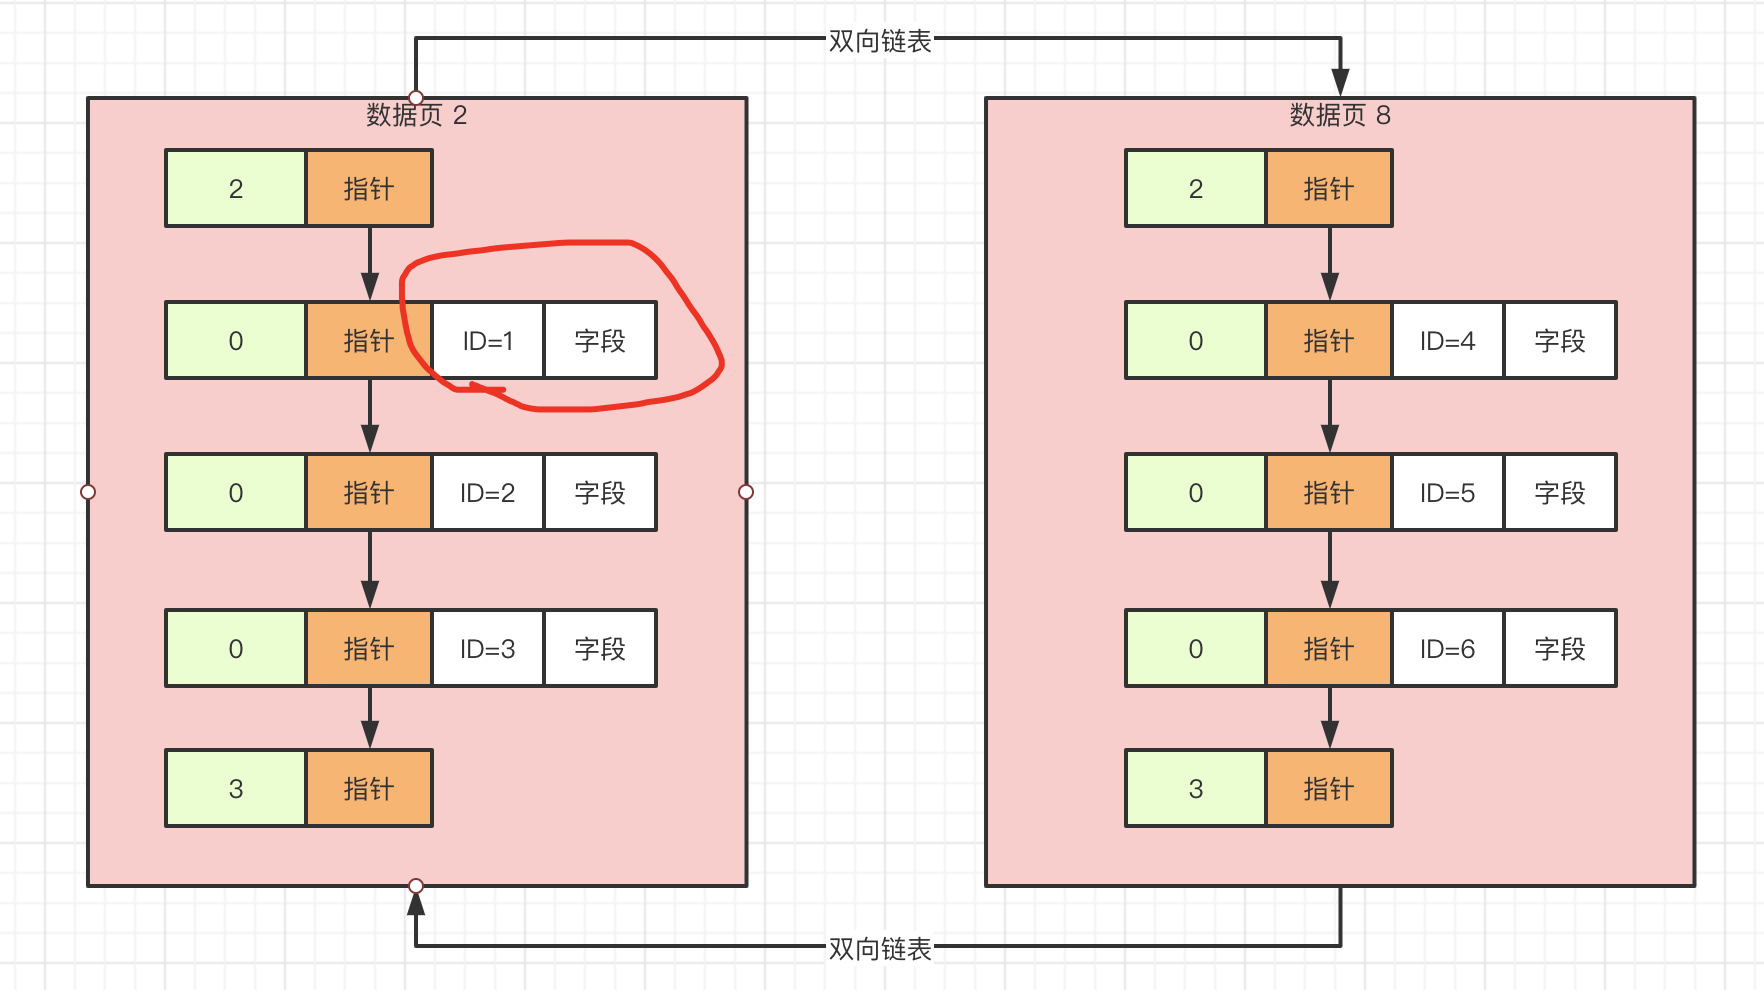 双向链表
数据页 2
2 指针
0 指针 ID=1 字段
0 指针 ID=2 字段
0 指针 ID=3 字段
3 指针
数据页 8
2 指针
0 指针 ID=4 字段
0 指针 ID=5 字段
0 指针 ID=6 字段
3 指针
双向链表